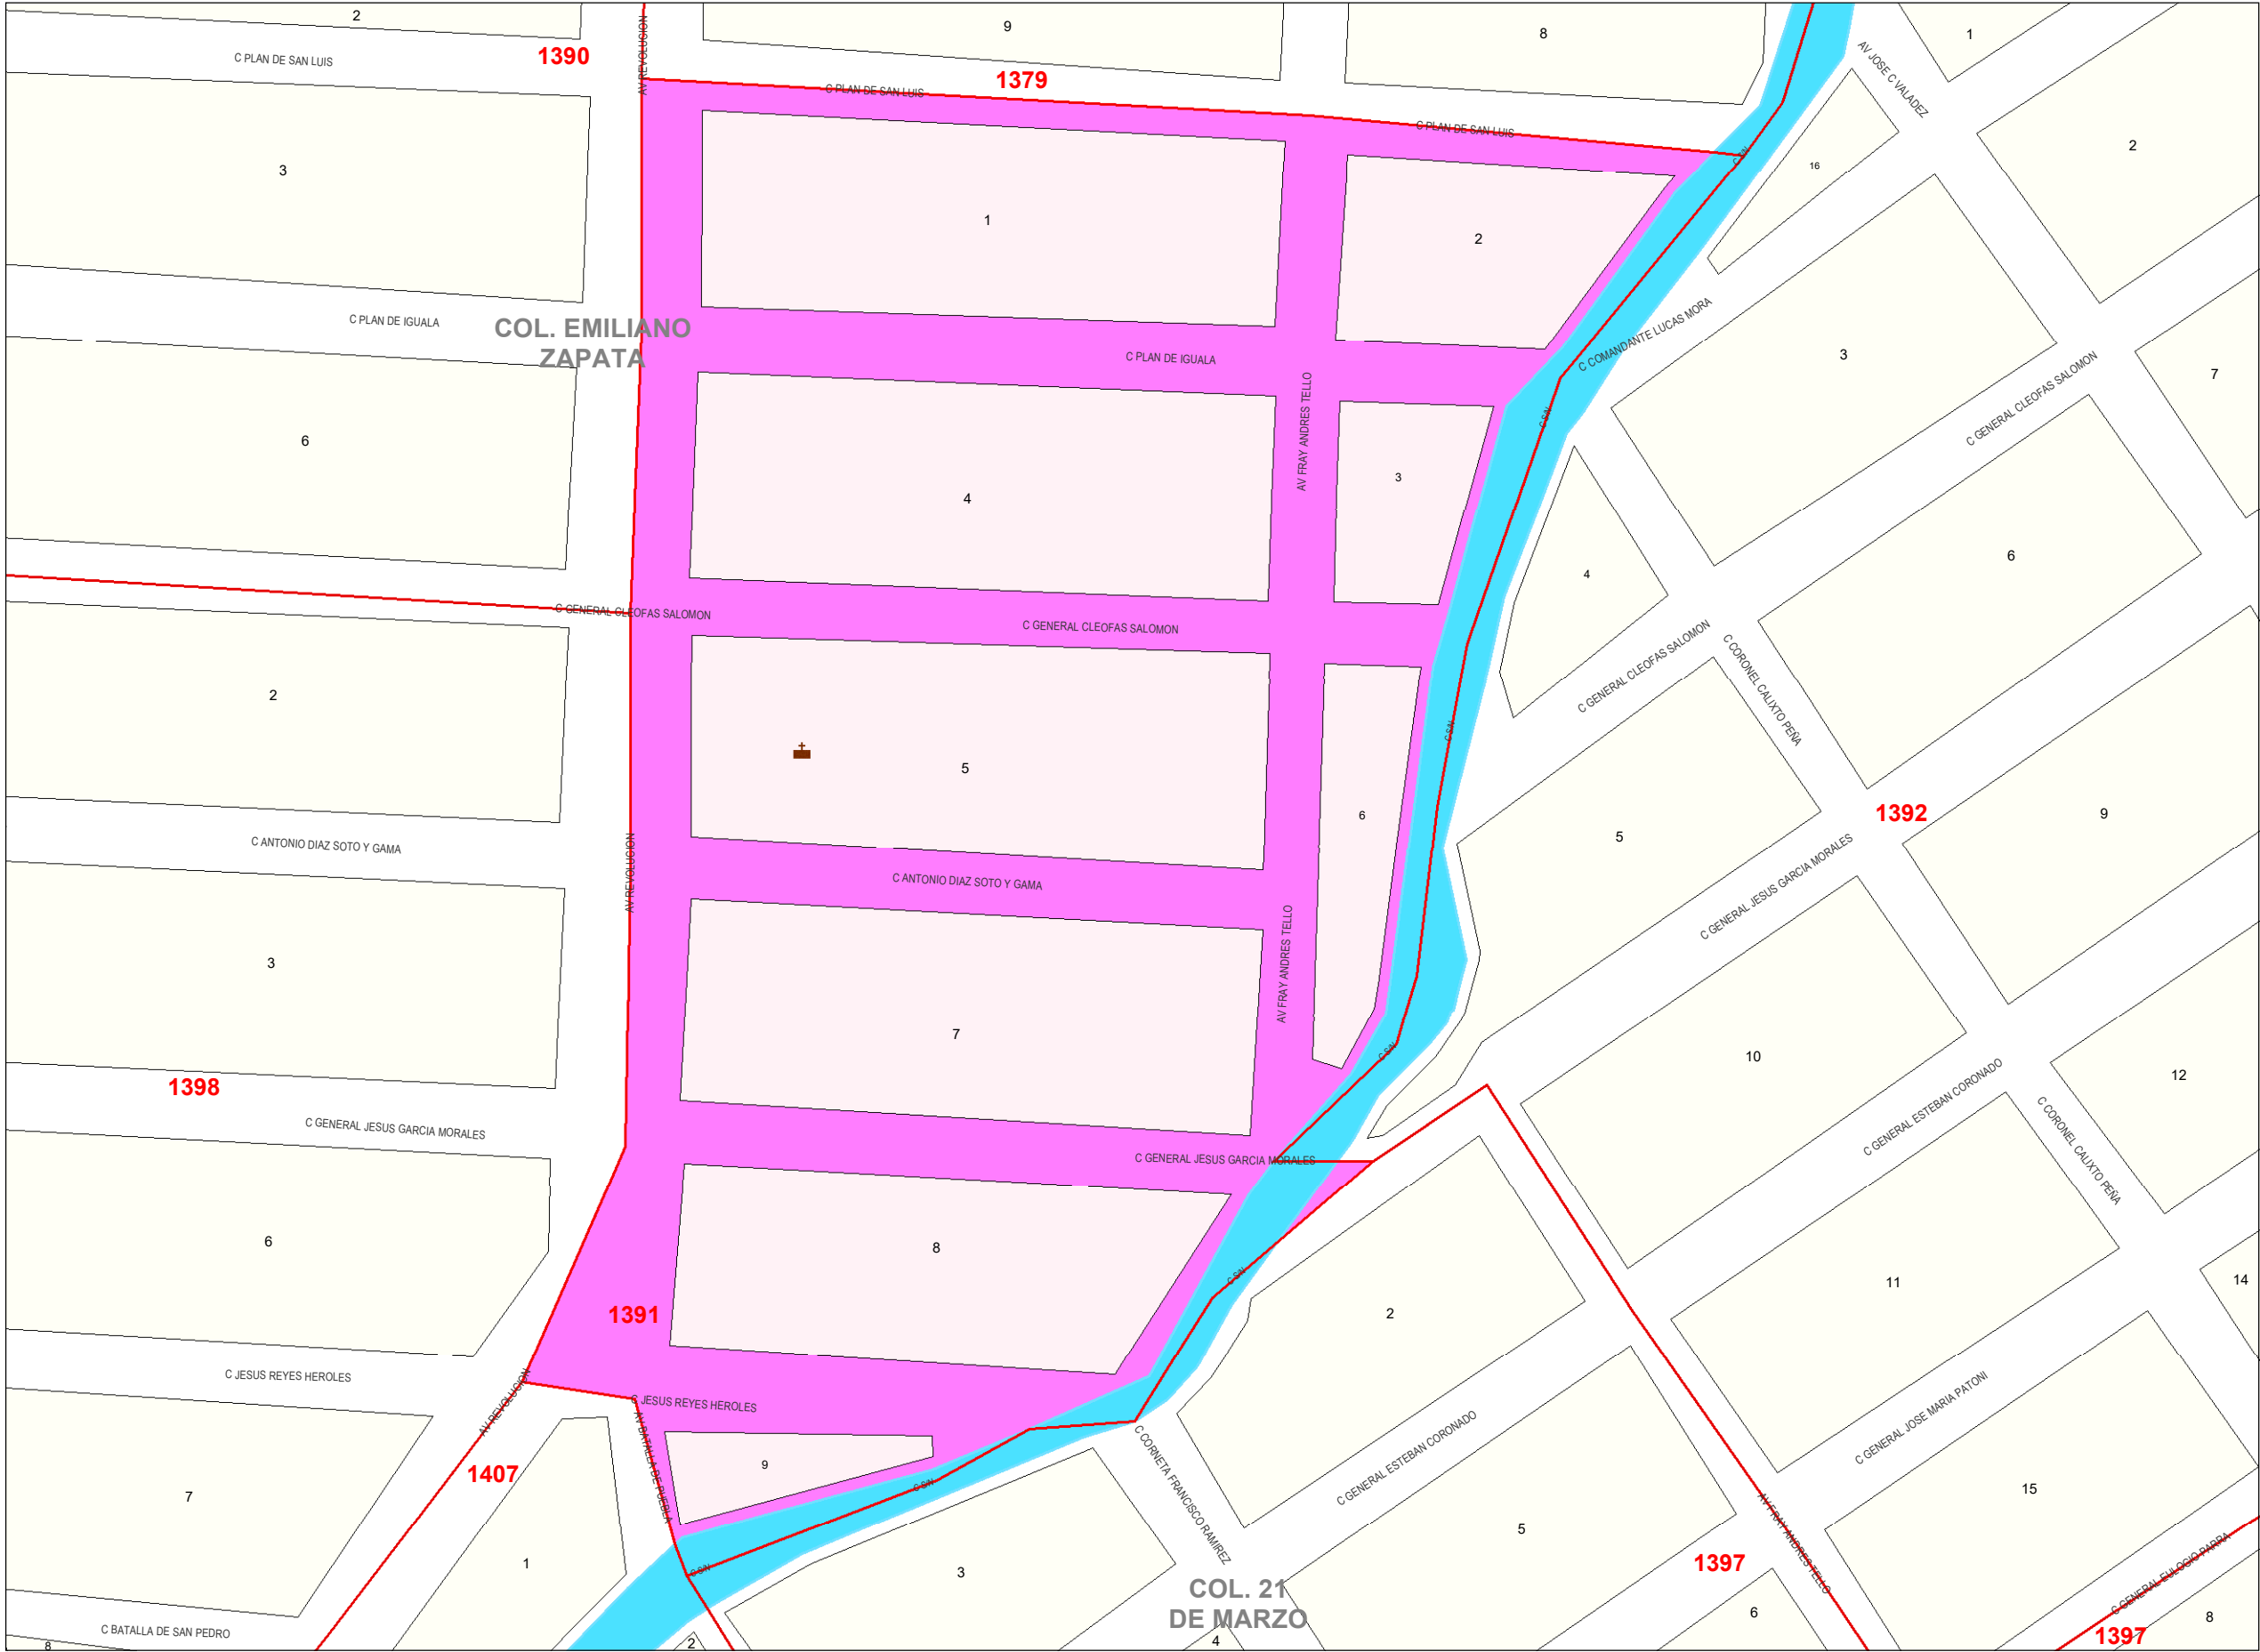 2
9
8
1
C PLAN DE SAN LUIS
1390
AV REVOLUCION
1379
AV JOSE C VALADEZ
C PLAN DE SAN LUIS
C PLAN DE SAN LUIS
2
3
C S/N
16
1
2
C PLAN DE IGUALA
COL. EMILIANO
ZAPATA
C PLAN DE IGUALA
C COMANDANTE LUCAS MORA
3
7
C GENERAL CLEOFAS SALOMON
AV FRAY ANDRES TELLO
C S/N
6
4
3
6
4
C GENERAL CLEOFAS SALOMON
C GENERAL CLEOFAS SALOMON
C GENERAL CLEOFAS SALOMON
C CORONEL CALIXTO PEÑA
2
C S/N
5
6
5
1392
9
C ANTONIO DIAZ SOTO Y GAMA
AV REVOLUCION
C ANTONIO DIAZ SOTO Y GAMA
C GENERAL JESUS GARCIA MORALES
3
AV FRAY ANDRES TELLO
7
C S/N
10
12
1398
C GENERAL JESUS GARCIA MORALES
C GENERAL JESUS GARCIA MORALES
C GENERAL ESTEBAN CORONADO
C CORONEL CALIXTO PEÑA
6
8
C S/N
11
14
1391
2
C JESUS REYES HEROLES
AV REVOLUCION
C JESUS REYES HEROLES
C GENERAL JOSE MARIA PATONI
AV BATALLA DE PUEBLA
9
1407
C S/N
C CORNETA FRANCISCO RAMIREZ
C GENERAL ESTEBAN CORONADO
7
15
5
AV FRAY ANDRES TELLO
1
C S/N
3
1397
COL. 21
DE MARZO
C GENERAL EULOGIO PARRA
6
8
C BATALLA DE SAN PEDRO
8
2
4
1397